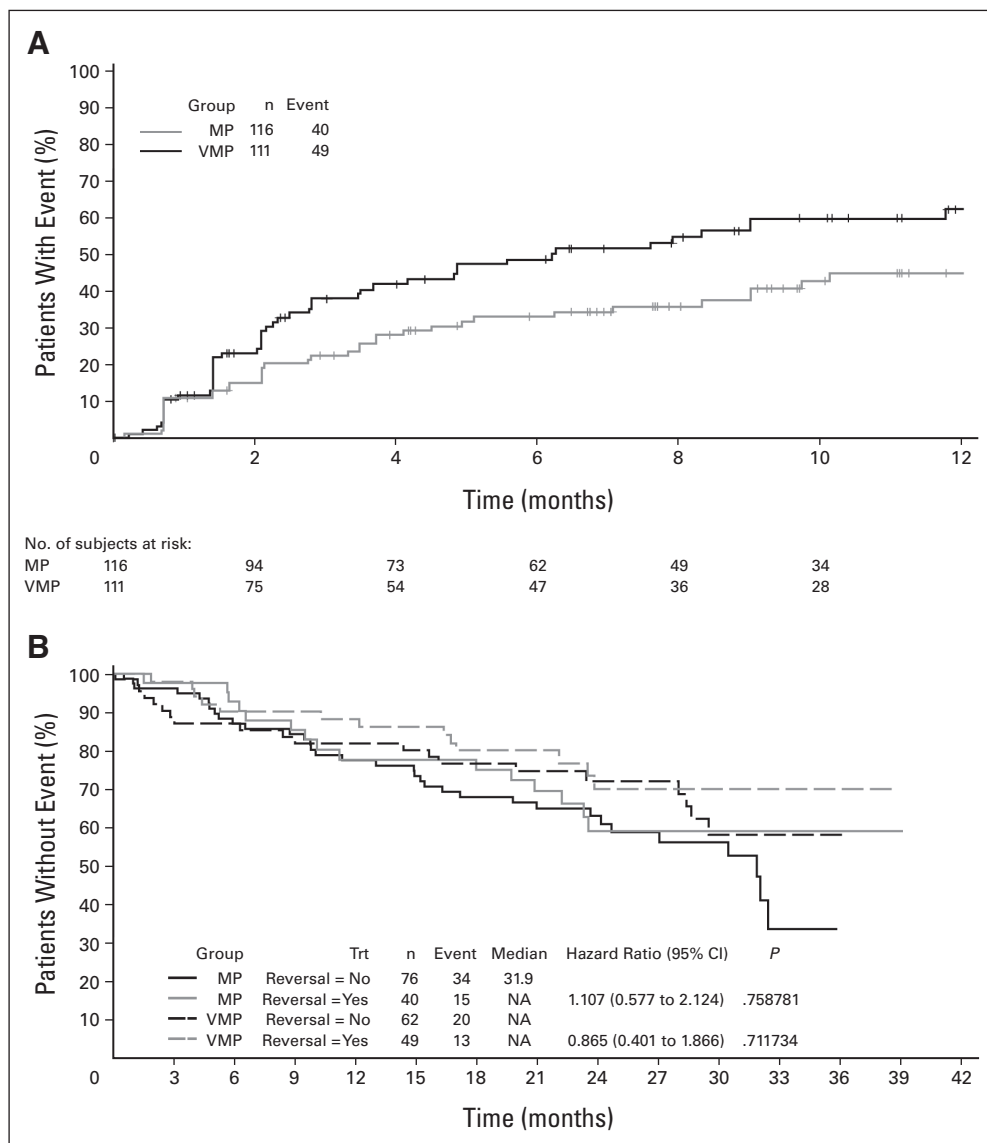 A
100
90
80
70
60
50
40
30
20
10
0
Patients With Event (%)
Group n Event
MP 116 40
VMP 111 49
2 4 6 8 10 12
Time (months)
No. of subjects at risk:
MP 116 94 73 62 49 34
VMP 111 75 54 47 36 28
B
100
90
80
70
60
50
40
30
20
10
0
Patients Without Event (%)
Group Trt n Event Median Hazard Ratio (95% CI) P
MP Reversal = No 76 34 31.9
MP Reversal = Yes 40 15 NA 1.107 (0.577 to 2.124) .758781
VMP Reversal = No 62 20 NA
VMP Reversal = Yes 49 13 NA 0.865 (0.401 to 1.866) .711734
3 6 9 12 15 18 21 24 27 30 33 36 39 42
Time (months)